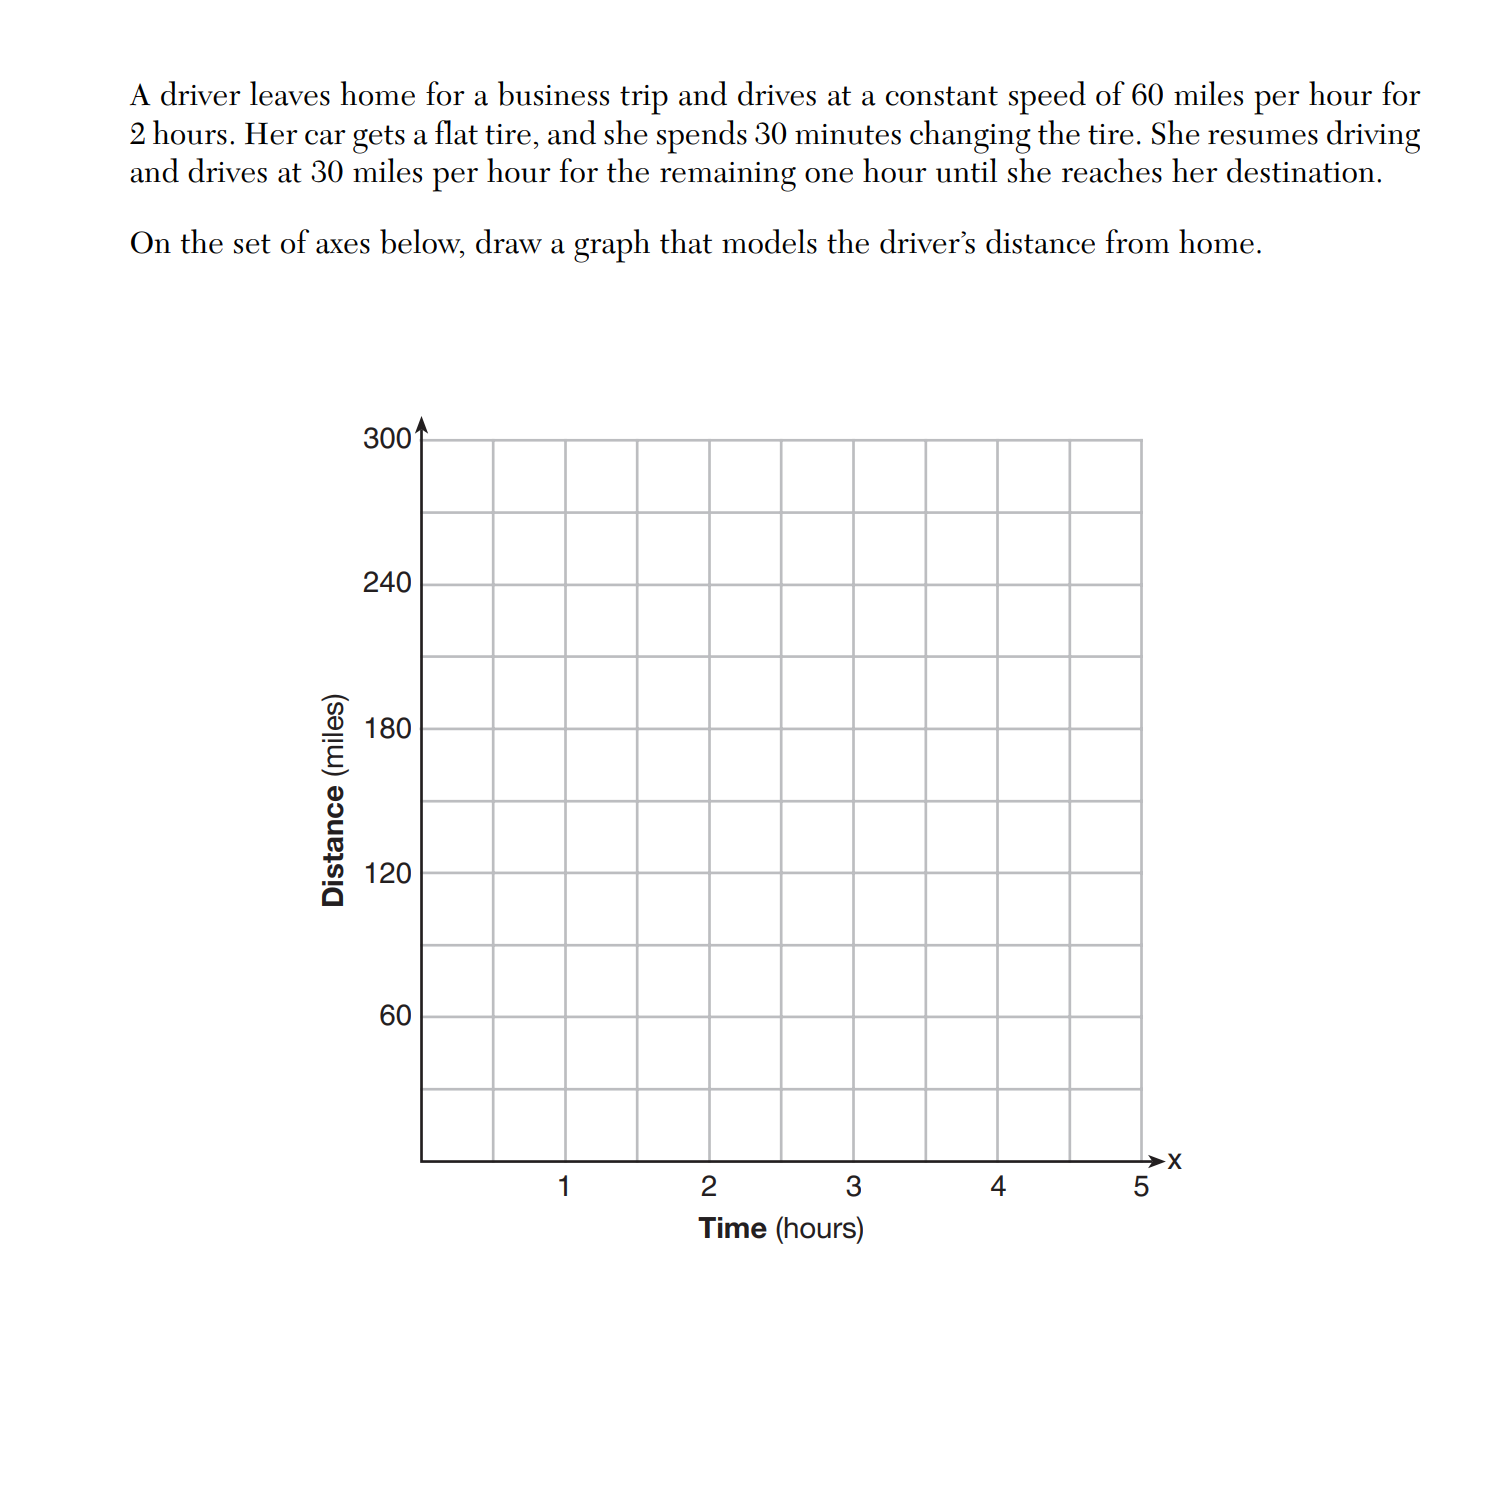 A driver leaves home for a business trip and drives at a constant speed of 60 miles per hour for
2 hours. Her car gets a flat tire, and she spends 30 minutes changing the tire. She resumes driving
and drives at 30 miles per hour for the remaining one hour until she reaches her destination.
On the set of axes below, draw a graph that models the driver’s distance from home.
300
240
180
120
60
Distance (miles)
x
1 2 3 4 5
Time (hours)